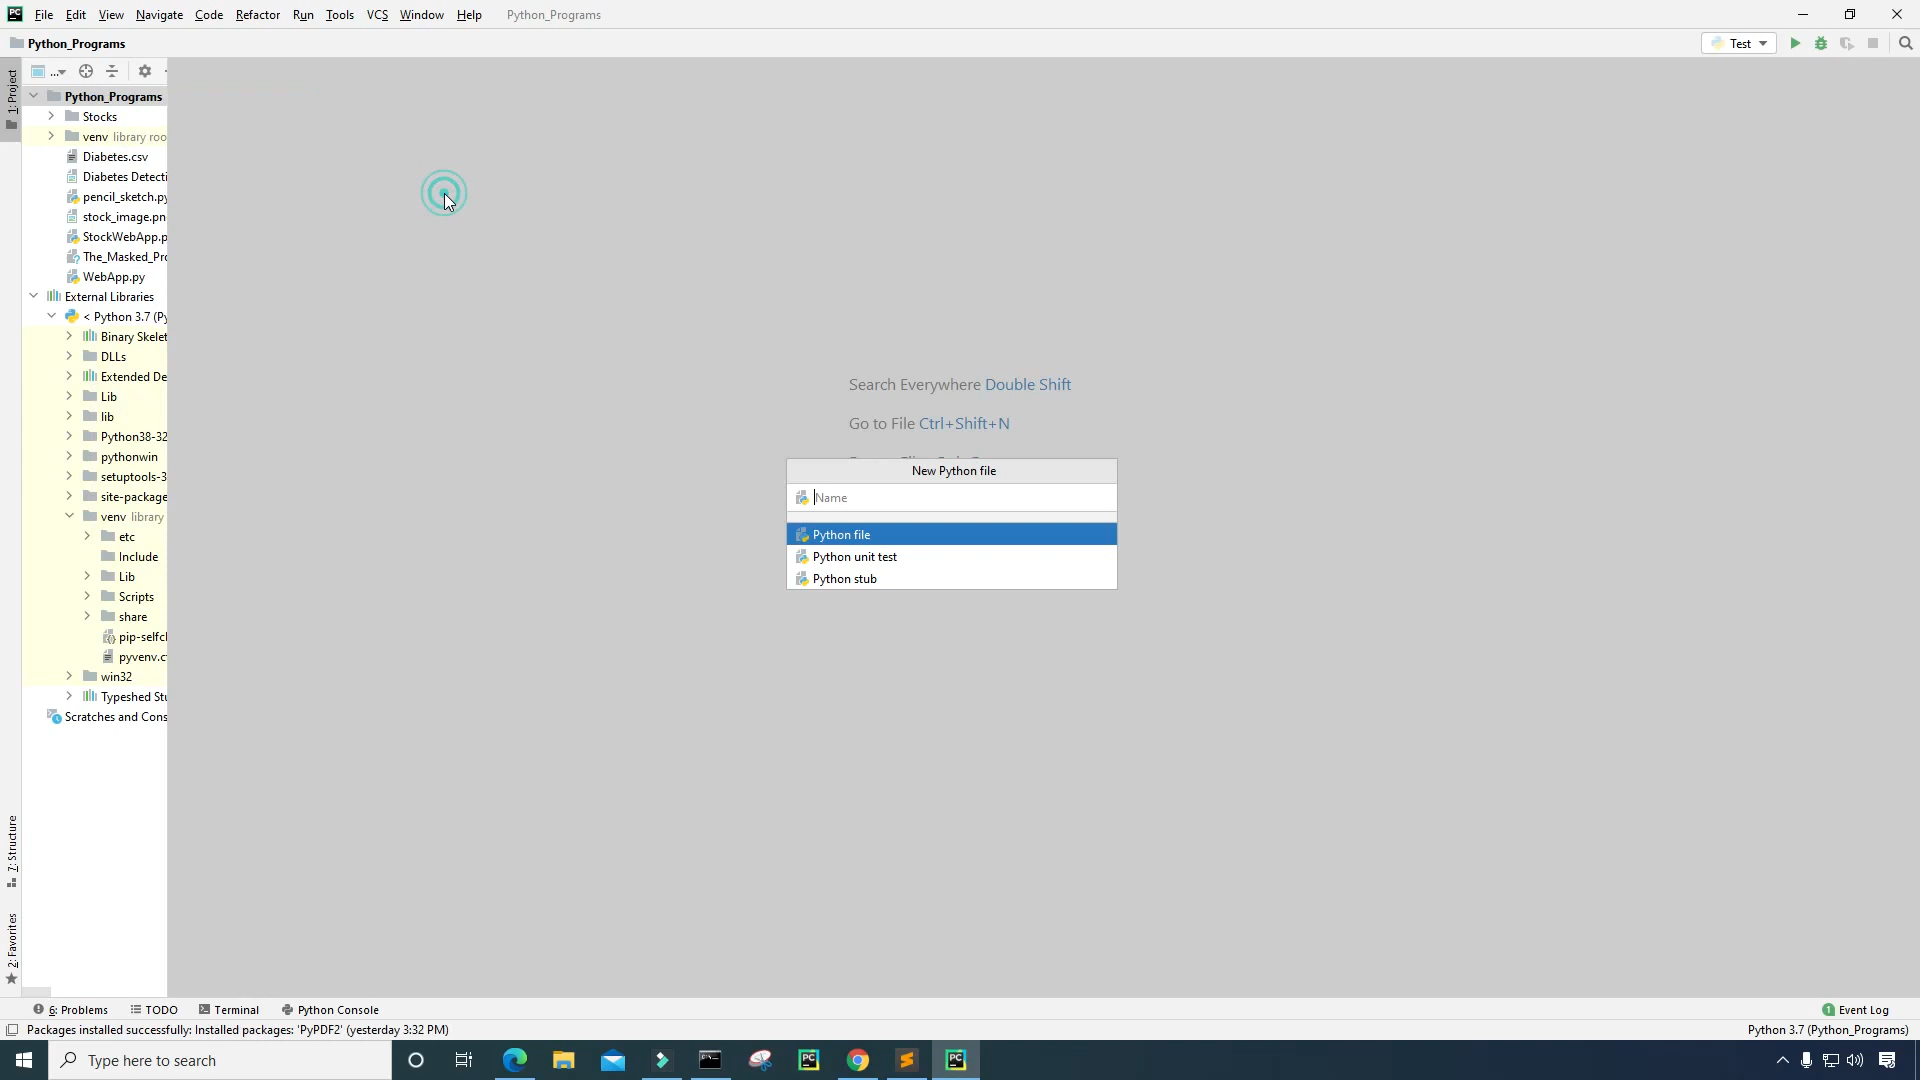 File Edit View Navigate Code Refactor Run Tools VCS Window Help Python_Programs
Python_Programs
Test
1: Project
...
Python_Programs
Stocks
venv library roo
Diabetes.csv
Diabetes Detecti
pencil_sketch.py
stock_image.pn
StockWebApp.p
The_Masked_Pro
WebApp.py
External Libraries
< Python 3.7 (Py
Binary Skelet
DLLs
Extended De
Lib
lib
Python38-32
pythonwin
setuptools-3
site-package
venv library
etc
Include
Lib
Scripts
share
pip-selfcl
pyvenv.c
win32
Typeshed Stu
Scratches and Cons
Search Everywhere Double Shift
Go to File Ctrl+Shift+N
New Python file
Name
Python file
Python unit test
Python stub
7: Structure
2: Favorites
6: Problems TODO Terminal Python Console
1 Event Log
Packages installed successfully: Installed packages: 'PyPDF2' (yesterday 3:32 PM)
Python 3.7 (Python_Programs)
Type here to search